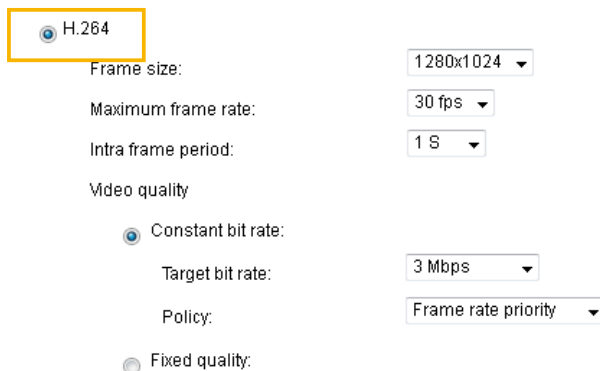 H.264
Frame size: 1280x1024
Maximum frame rate: 30 fps
Intra frame period: 1 S
Video quality
Constant bit rate:
Target bit rate: 3 Mbps
Policy: Frame rate priority
Fixed quality: